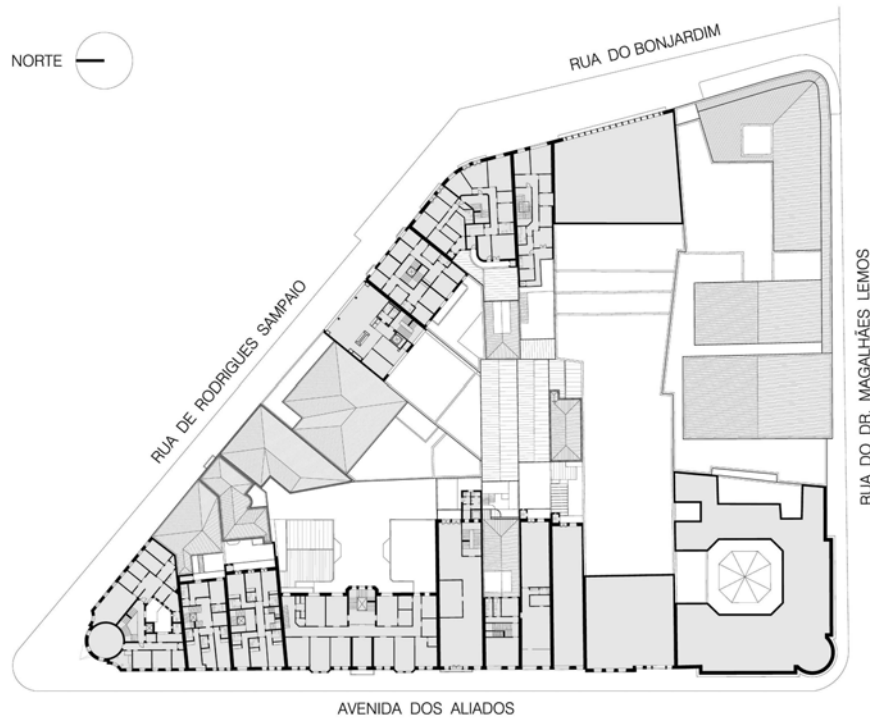 NORTE
RUA DO BONJARDIM
RUA DE RODRIGUES SAMPAIO
RUA DO DR. MAGALHÃES LEMOS
AVENIDA DOS ALIADOS